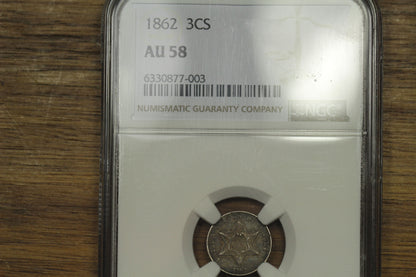 1862 3CS
AU 58
6330877-003
NUMISMATIC GUARANTY COMPANY
NGC